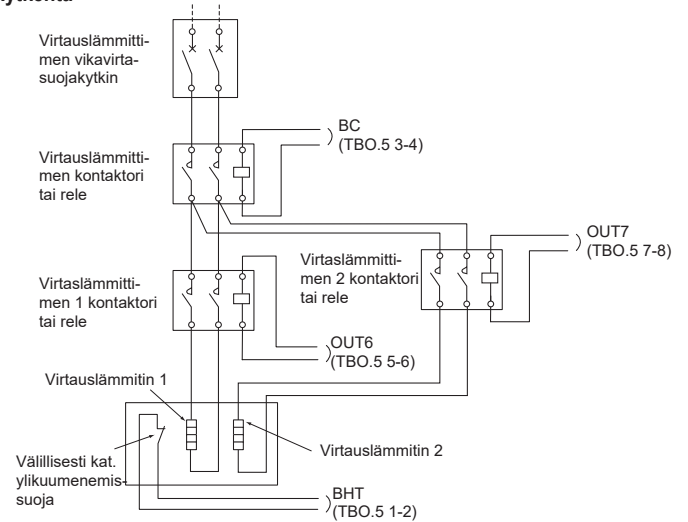 Virtauslämmitti-
men vikavirta-
suojakytkin
BC
(TBO.5 3-4)
Virtauslämmitti-
men kontaktori
tai rele
OUT7
(TBO.5 7-8)
Virtaslämmitti-
men 2 kontaktori
tai rele
Virtaslämmitti-
men 1 kontaktori
tai rele
OUT6
(TBO.5 5-6)
Virtauslämmitin 1
Virtauslämmitin 2
Välillisesti kat.
ylikuumenemis-
suoja
BHT
(TBO.5 1-2)